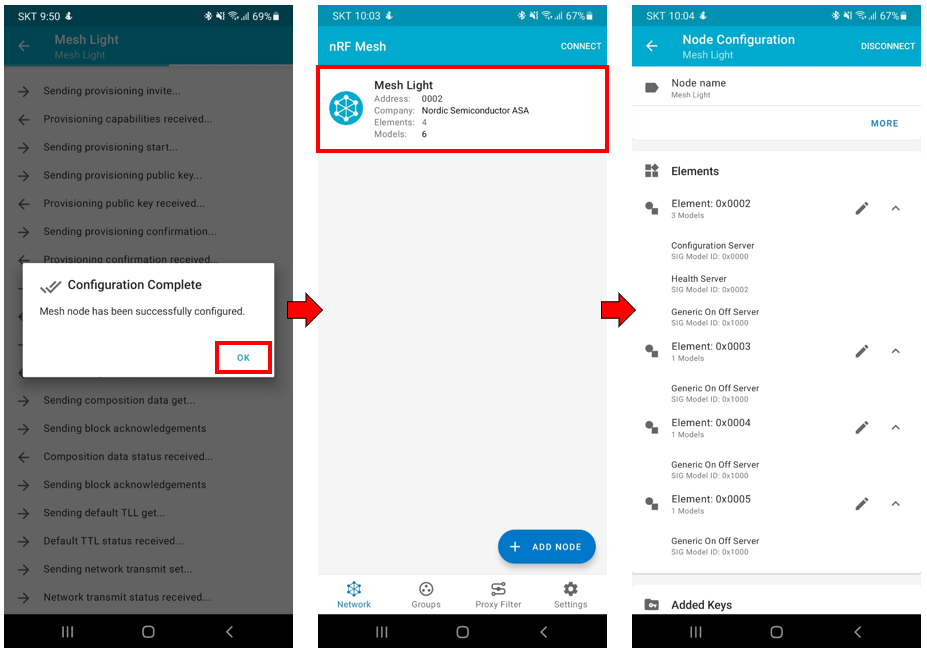 SKT 9:50 69%
Mesh Light
Mesh Light
Sending provisioning invite...
Provisioning capabilities received...
Sending provisioning start...
Sending provisioning public key...
Provisioning public key received...
Sending provisioning confirmation...
Provisioning confirmation received...
Configuration Complete
Mesh node has been successfully configured.
OK
Sending composition data get...
Sending block acknowledgements
Composition data status received...
Sending block acknowledgements
Sending default TLL get...
Default TTL status received...
Sending network transmit set...
Network transmit status received...
SKT 10:03 67%
nRF Mesh CONNECT
Mesh Light
Address: 0002
Company: Nordic Semiconductor ASA
Elements: 4
Models: 6
+ ADD NODE
Network Groups Proxy Filter Settings
SKT 10:04 67%
Node Configuration
Mesh Light
DISCONNECT
Node name
Mesh Light
MORE
Elements
Element: 0x0002
3 Models
Configuration Server
SIG Model ID: 0x0000
Health Server
SIG Model ID: 0x0002
Generic On Off Server
SIG Model ID: 0x1000
Element: 0x0003
1 Models
Generic On Off Server
SIG Model ID: 0x1000
Element: 0x0004
1 Models
Generic On Off Server
SIG Model ID: 0x1000
Element: 0x0005
1 Models
Generic On Off Server
SIG Model ID: 0x1000
Added Keys